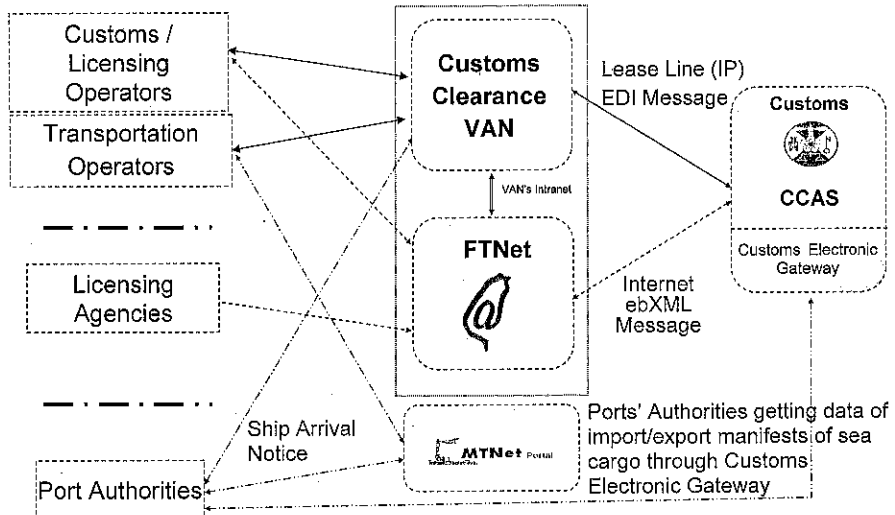 Customs /
Licensing
Operators
Transportation
Operators
Licensing
Agencies
Port Authorities
Customs
Clearance
VAN
VAN's Intranet
FTNet
Ship Arrival
Notice
MTNet Portal
Lease Line (IP)
EDI Message
Internet
ebXML
Message
Customs
CCAS
Customs Electronic
Gateway
Ports' Authorities getting data of
import/export manifests of sea
cargo through Customs
Electronic Gateway